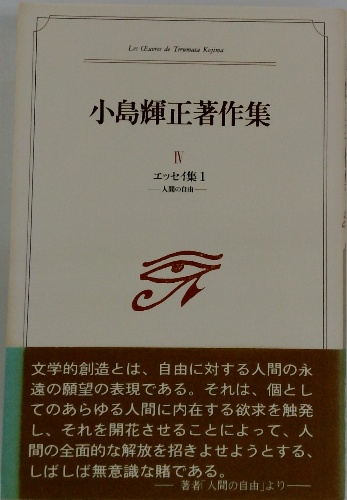 Les Œuvres de Terumasa Kojima
小島輝正著作集
Ⅳ
エッセイ集1
——人間の自由——
文学的創造とは、自由に対する人間の永
遠の願望の表現である。それは、個とし
てのあらゆる人間に内在する欲求を触発
し、それを開花させることによって、人
間の全面的な解放を招きよせようとする、
しばしば無意識な賭である。
—— 著者「人間の自由」より——